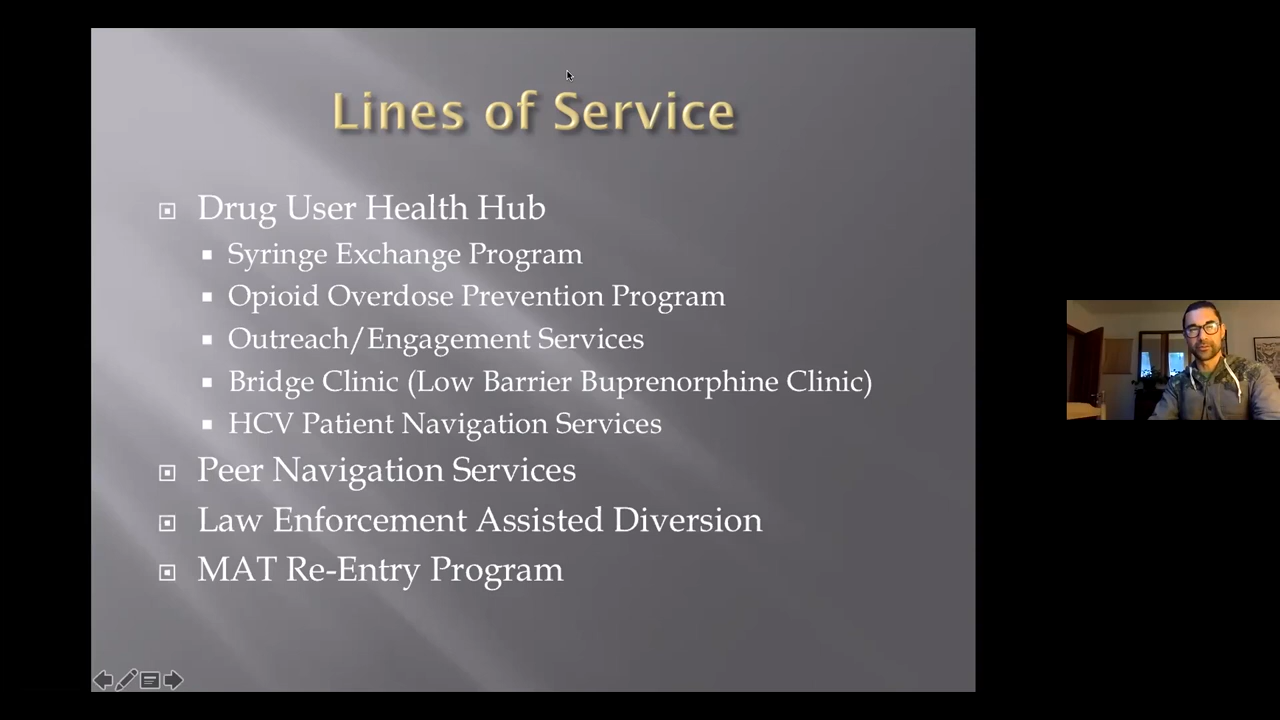 Lines of Service
Drug User Health Hub
Syringe Exchange Program
Opioid Overdose Prevention Program
Outreach/Engagement Services
Bridge Clinic (Low Barrier Buprenorphine Clinic)
HCV Patient Navigation Services
Peer Navigation Services
Law Enforcement Assisted Diversion
MAT Re-Entry Program